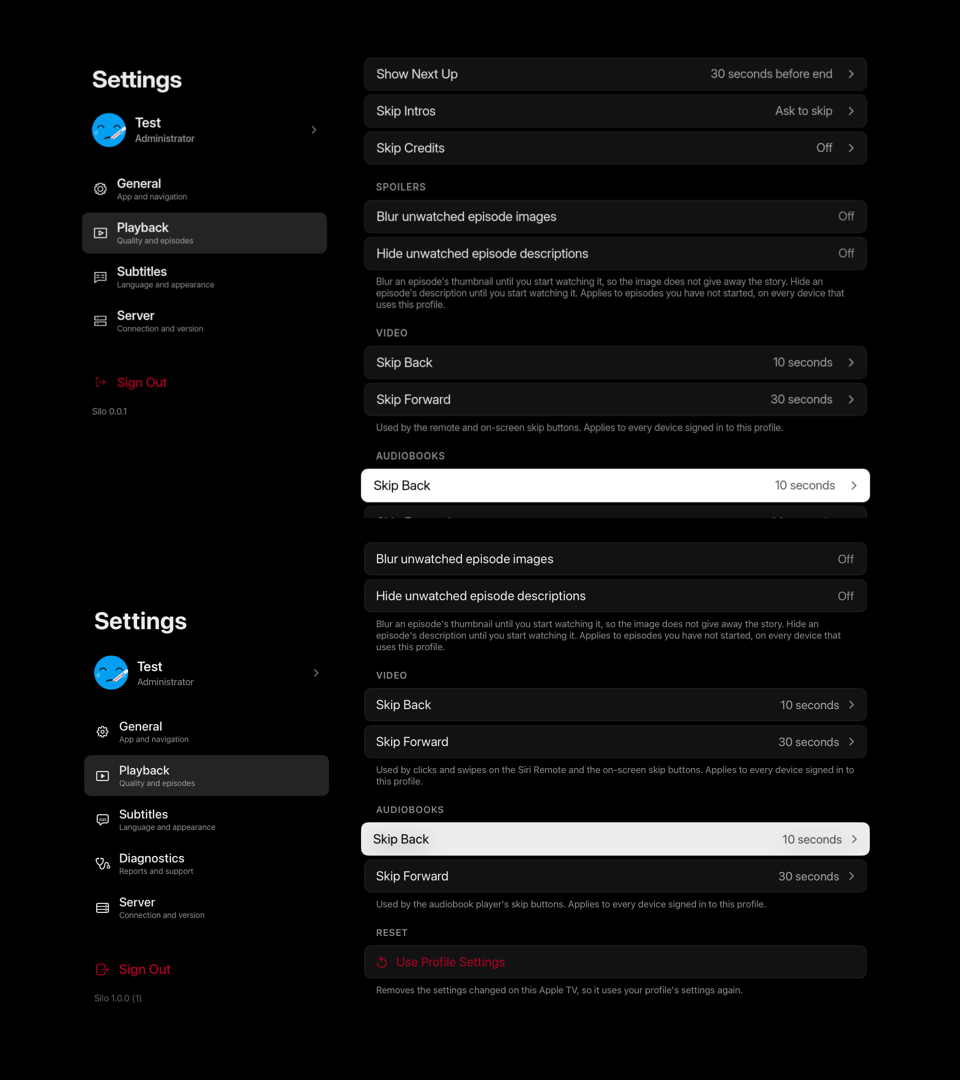 Settings
Test
Administrator
General
App and navigation
Playback
Quality and episodes
Subtitles
Language and appearance
Server
Connection and version
Sign Out
Silo 0.0.1
Show Next Up 30 seconds before end
Skip Intros Ask to skip
Skip Credits Off
SPOILERS
Blur unwatched episode images Off
Hide unwatched episode descriptions Off
Blur an episode's thumbnail until you start watching it, so the image does not give away the story. Hide an
episode's description until you start watching it. Applies to episodes you have not started, on every device that
uses this profile.
VIDEO
Skip Back 10 seconds
Skip Forward 30 seconds
Used by the remote and on-screen skip buttons. Applies to every device signed in to this profile.
AUDIOBOOKS
Skip Back 10 seconds
Settings
Test
Administrator
General
App and navigation
Playback
Quality and episodes
Subtitles
Language and appearance
Diagnostics
Reports and support
Server
Connection and version
Sign Out
Silo 1.0.0 (1)
Blur unwatched episode images Off
Hide unwatched episode descriptions Off
Blur an episode's thumbnail until you start watching it, so the image does not give away the story. Hide an
episode's description until you start watching it. Applies to episodes you have not started, on every device that
uses this profile.
VIDEO
Skip Back 10 seconds
Skip Forward 30 seconds
Used by clicks and swipes on the Siri Remote and the on-screen skip buttons. Applies to every device signed in to
this profile.
AUDIOBOOKS
Skip Back 10 seconds
Skip Forward 30 seconds
Used by the audiobook player's skip buttons. Applies to every device signed in to this profile.
RESET
Use Profile Settings
Removes the settings changed on this Apple TV, so it uses your profile's settings again.